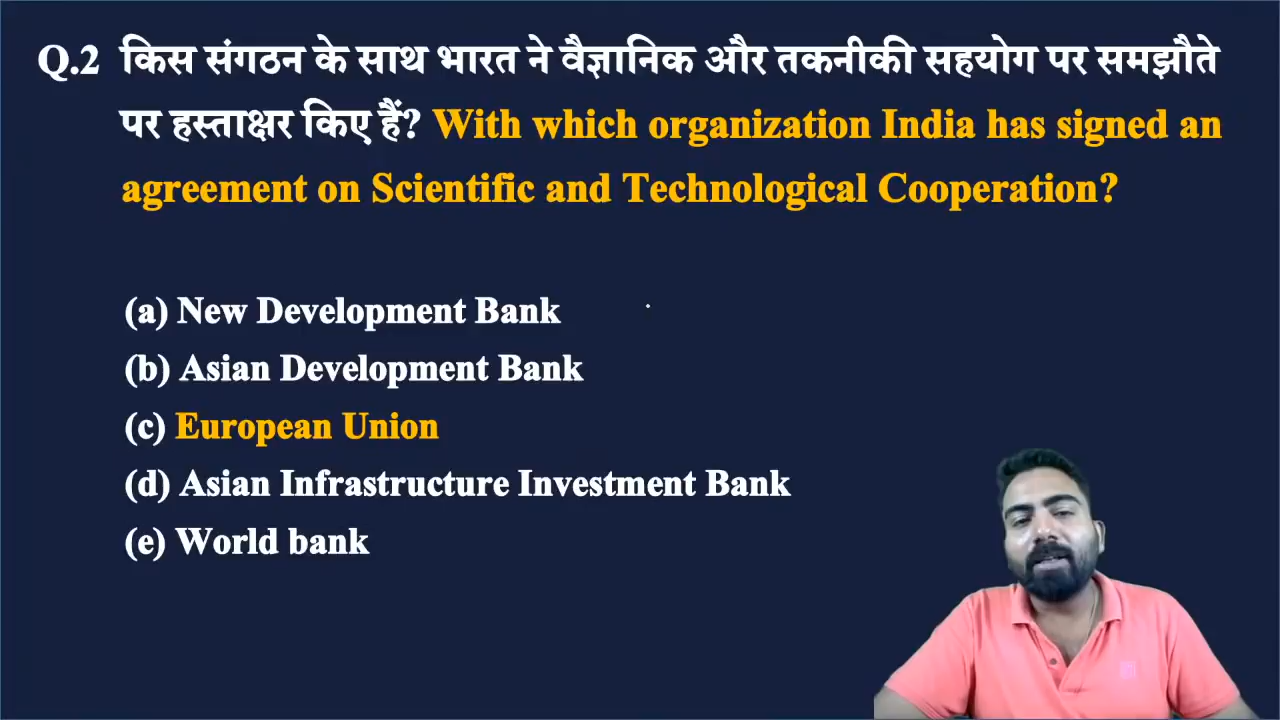 Q.2 किस संगठन के साथ भारत ने वैज्ञानिक और तकनीकी सहयोग पर समझौते
पर हस्ताक्षर किए हैं? With which organization India has signed an
agreement on Scientific and Technological Cooperation?
(a) New Development Bank
(b) Asian Development Bank
(c) European Union
(d) Asian Infrastructure Investment Bank
(e) World bank